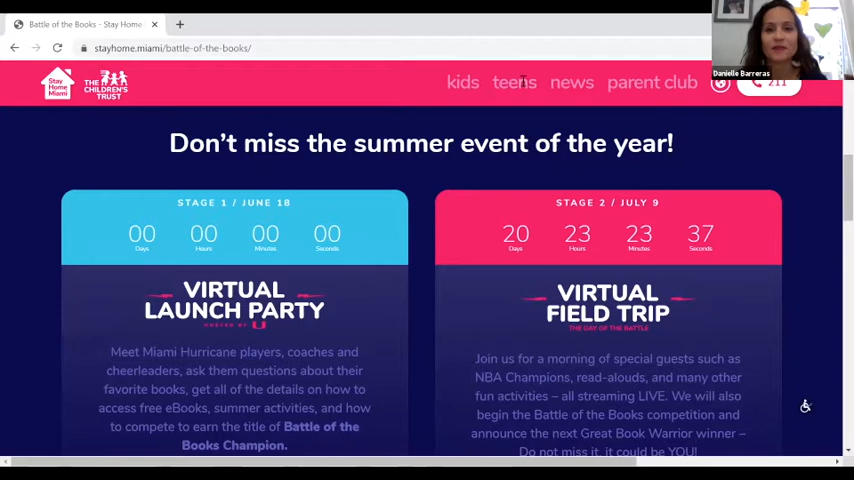 Battle of the Books - Stay Home
stayhome.miami/battle-of-the-books/
Danielle Barreras
Stay
Home
Miami
THE
CHILDREN'S
TRUST
kids teens news parent club 211
Don't miss the summer event of the year!
STAGE 1 / JUNE 18
00 00 00 00
Days Hours Minutes Seconds
VIRTUAL
LAUNCH PARTY
HOSTED BY U
Meet Miami Hurricane players, coaches and
cheerleaders, ask them questions about their
favorite books, get all of the details on how to
access free eBooks, summer activities, and how
to compete to earn the title of Battle of the
Books Champion.
STAGE 2 / JULY 9
20 23 23 37
Days Hours Minutes Seconds
VIRTUAL
FIELD TRIP
THE DAY OF THE BATTLE
Join us for a morning of special guests such as
NBA Champions, read-alouds, and many other
fun activities – all streaming LIVE. We will also
begin the Battle of the Books competition and
announce the next Great Book Warrior winner –
Do not miss it, it could be YOU!